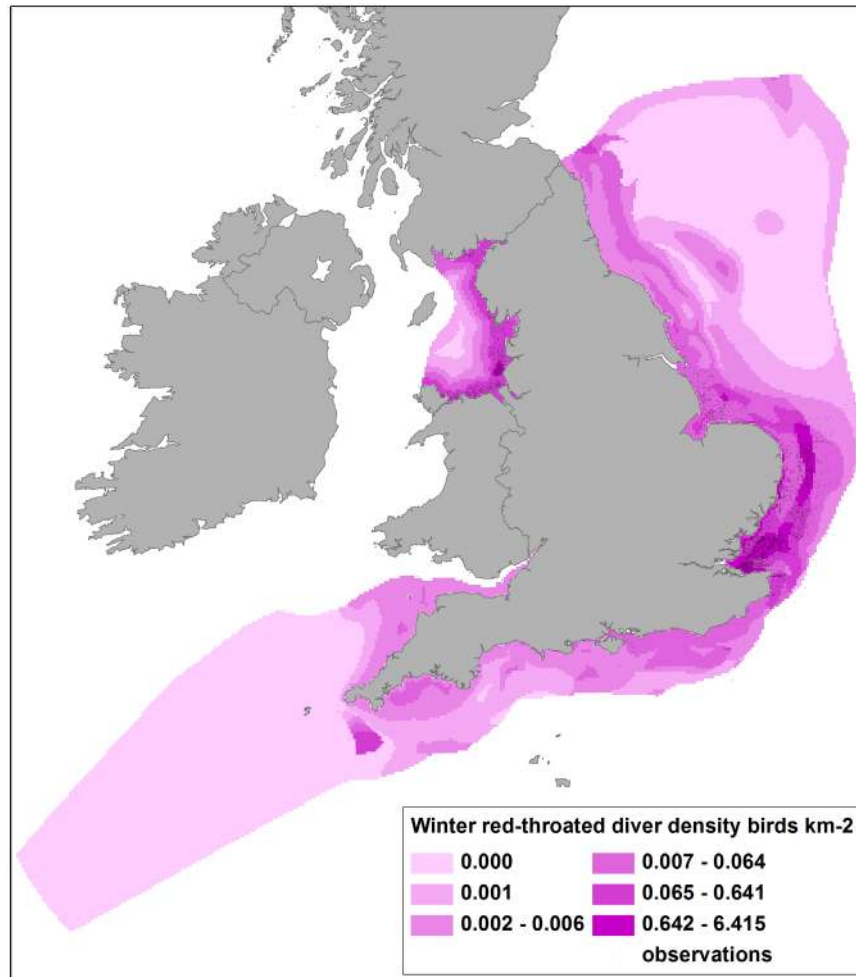 Winter red-throated diver density birds km-2
0.000
0.001
0.002 - 0.006
0.007 - 0.064
0.065 - 0.641
0.642 - 6.415
observations